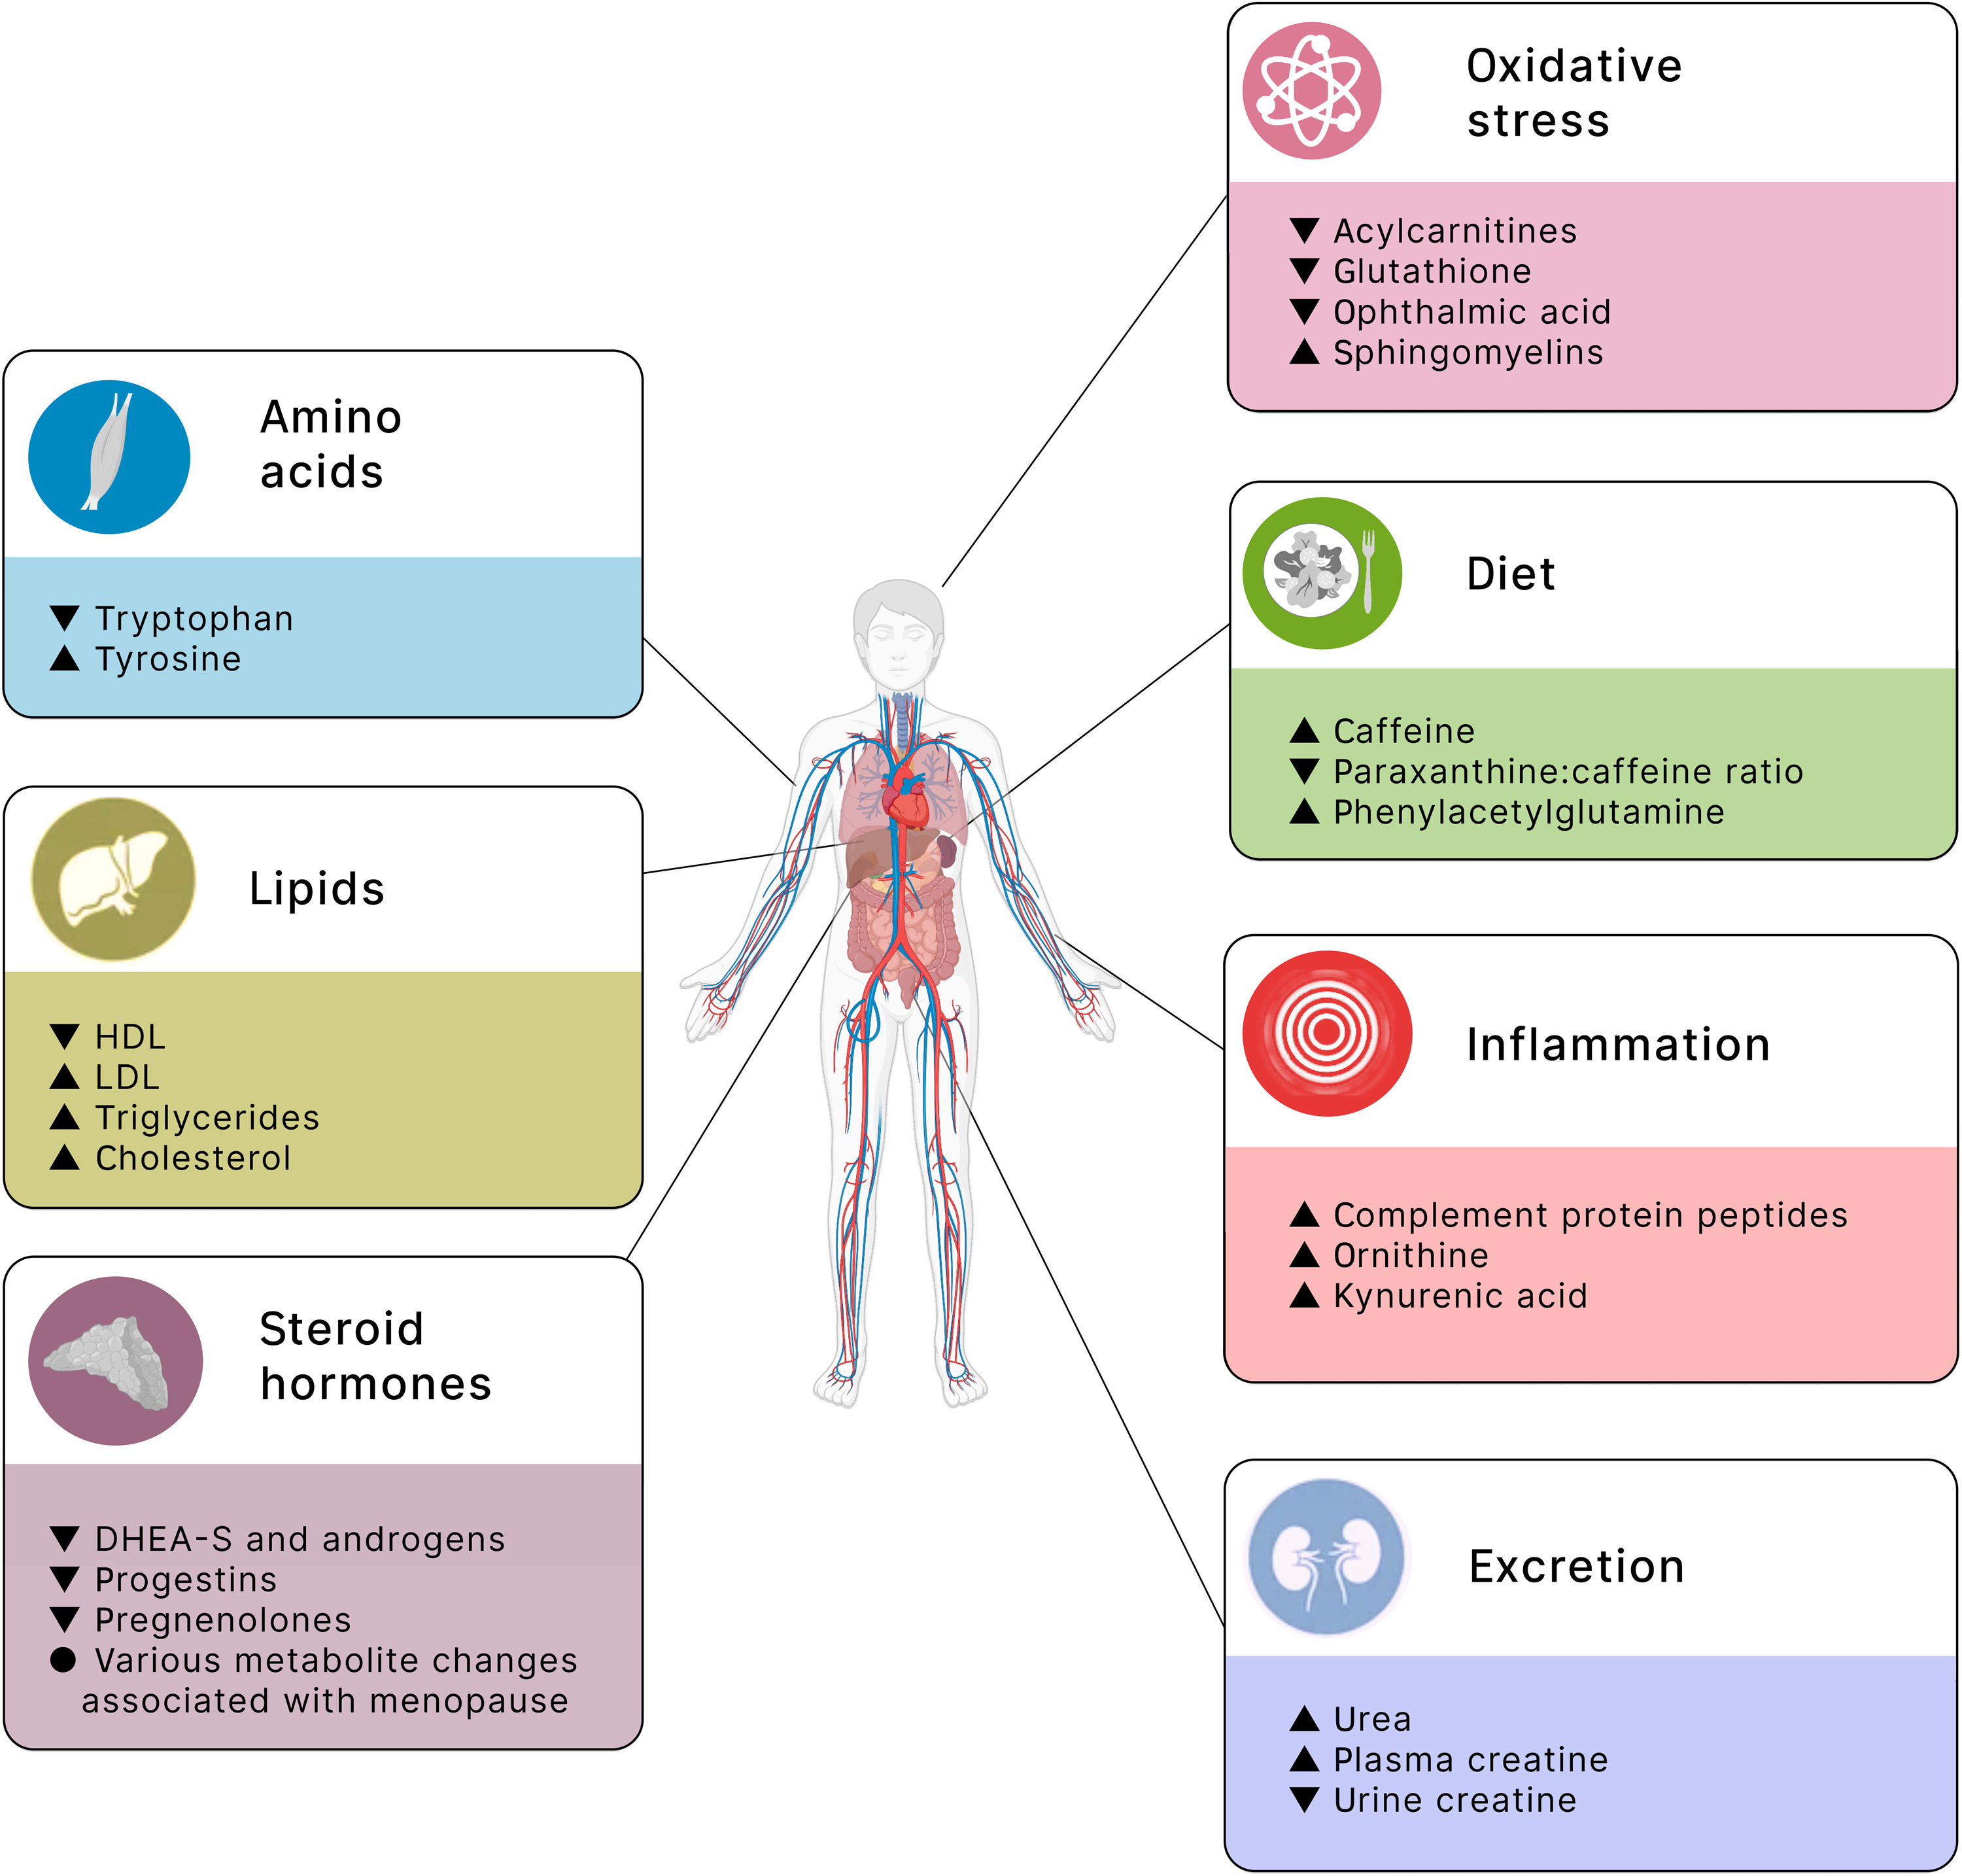 Amino
acids
▼ Tryptophan
▲ Tyrosine
Lipids
▼ HDL
▲ LDL
▲ Triglycerides
▲ Cholesterol
Steroid
hormones
▼ DHEA-S and androgens
▼ Progestins
▼ Pregnenolones
● Various metabolite changes
associated with menopause
Oxidative
stress
▼ Acylcarnitines
▼ Glutathione
▼ Ophthalmic acid
▲ Sphingomyelins
Diet
▲ Caffeine
▼ Paraxanthine:caffeine ratio
▲ Phenylacetylglutamine
Inflammation
▲ Complement protein peptides
▲ Ornithine
▲ Kynurenic acid
Excretion
▲ Urea
▲ Plasma creatine
▼ Urine creatine